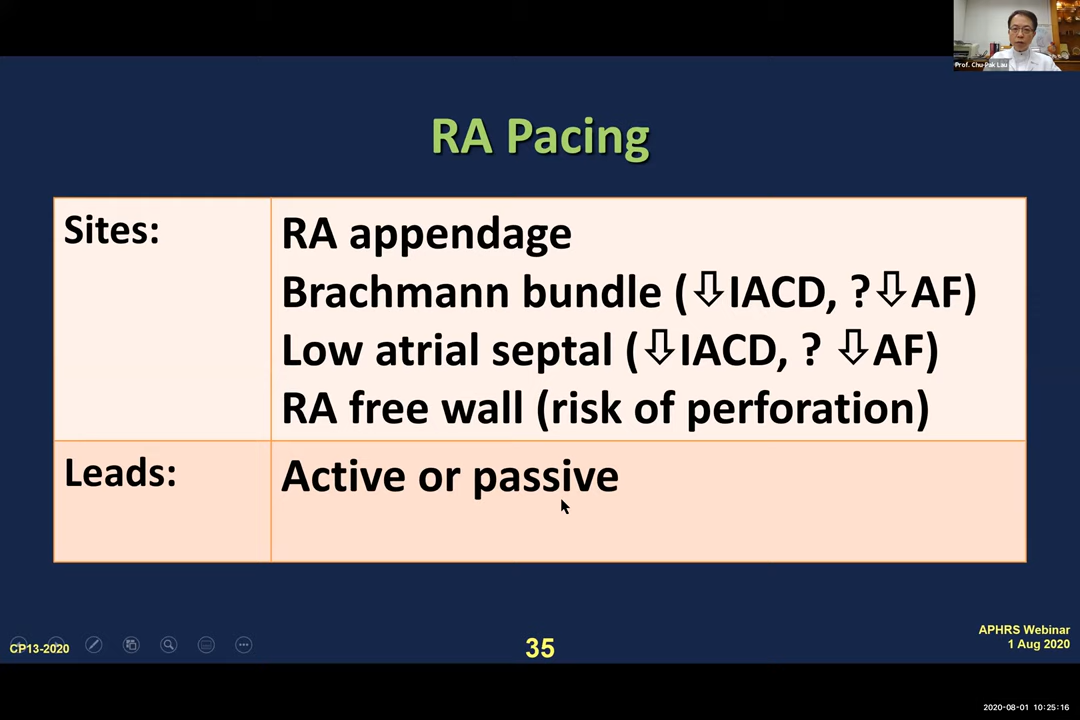 Prof. Chu-Pak Lau
RA Pacing
Sites:
RA appendage
Brachmann bundle (⇩IACD, ?⇩AF)
Low atrial septal (⇩IACD, ? ⇩AF)
RA free wall (risk of perforation)
Leads:
Active or passive
CP13-2020
35
APHRS Webinar
1 Aug 2020
2020-08-01 10:25:16